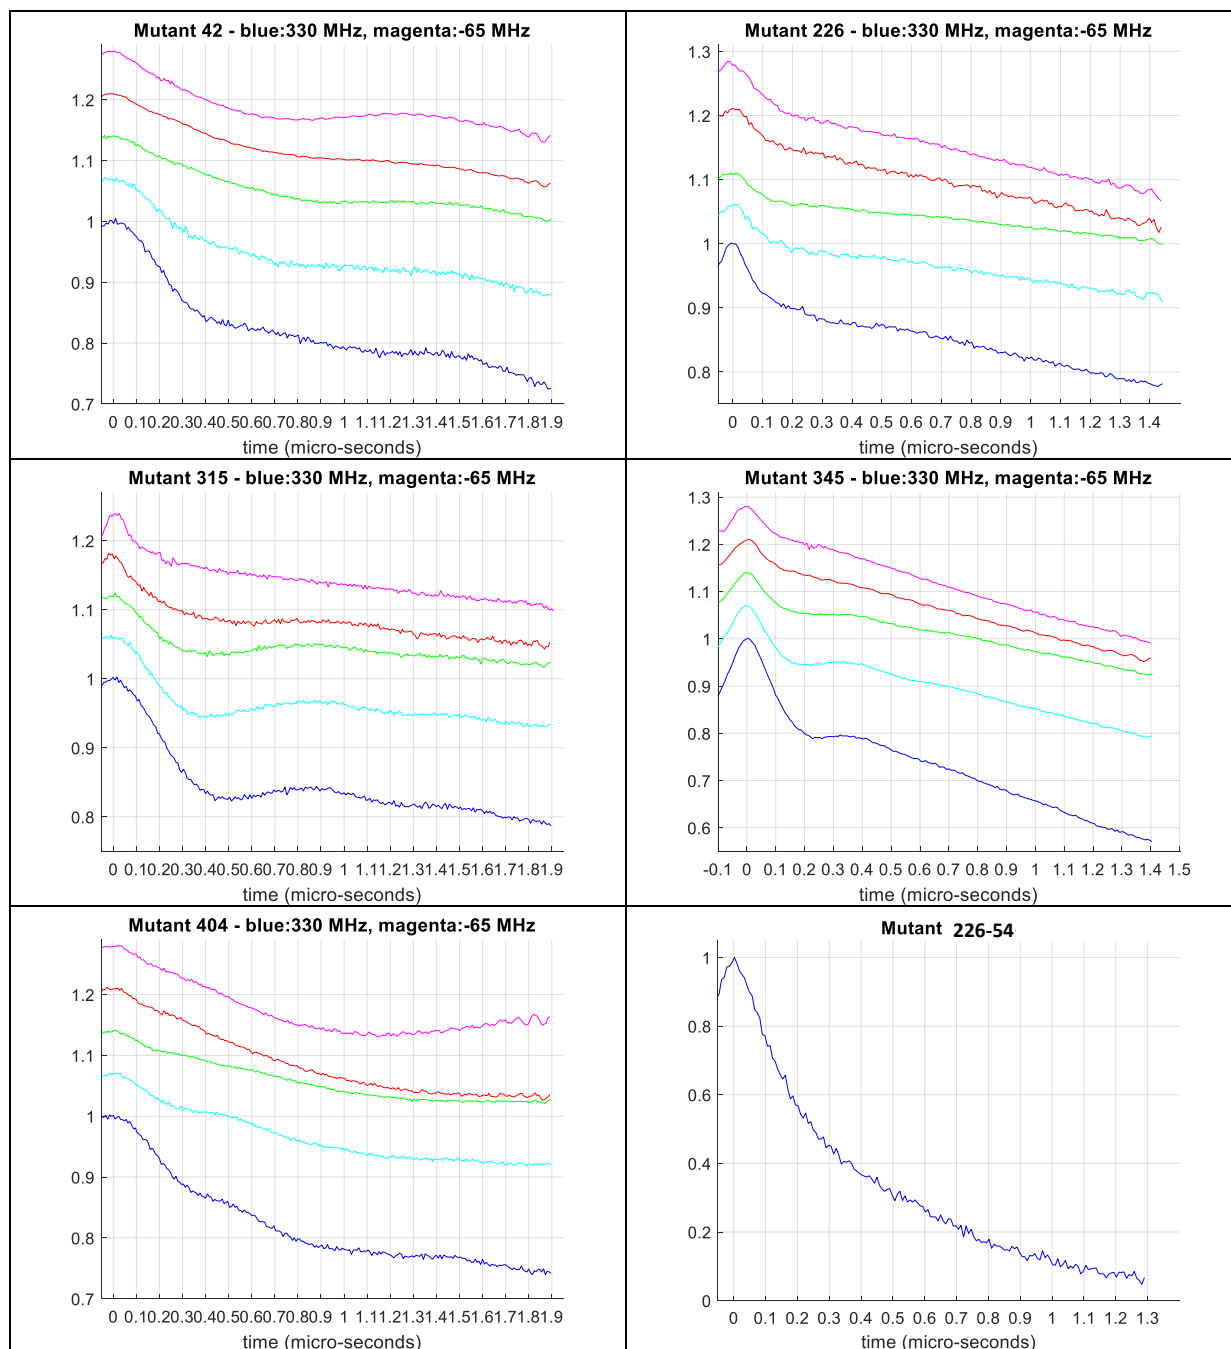 Mutant 42 - blue:330 MHz, magenta:-65 MHz
1.2
1.1
1
0.9
0.8
0.7
0 0.10.20.30.40.50.60.70.80.9 1 1.11.21.31.41.51.61.71.81.9
time (micro-seconds)
Mutant 226 - blue:330 MHz, magenta:-65 MHz
1.3
1.2
1.1
1
0.9
0.8
0 0.1 0.2 0.3 0.4 0.5 0.6 0.7 0.8 0.9 1 1.1 1.2 1.3 1.4
time (micro-seconds)
Mutant 315 - blue:330 MHz, magenta:-65 MHz
1.2
1.1
1
0.9
0.8
0 0.10.20.30.40.50.60.70.80.9 1 1.11.21.31.41.51.61.71.81.9
time (micro-seconds)
Mutant 345 - blue:330 MHz, magenta:-65 MHz
1.3
1.2
1.1
1
0.9
0.8
0.7
0.6
-0.1 0 0.1 0.2 0.3 0.4 0.5 0.6 0.7 0.8 0.9 1 1.1 1.2 1.3 1.4 1.5
time (micro-seconds)
Mutant 404 - blue:330 MHz, magenta:-65 MHz
1.2
1.1
1
0.9
0.8
0.7
0 0.10.20.30.40.50.60.70.80.9 1 1.11.21.31.41.51.61.71.81.9
time (micro-seconds)
Mutant 226-54
1
0.8
0.6
0.4
0.2
0
0 0.1 0.2 0.3 0.4 0.5 0.6 0.7 0.8 0.9 1 1.1 1.2 1.3
time (micro-seconds)